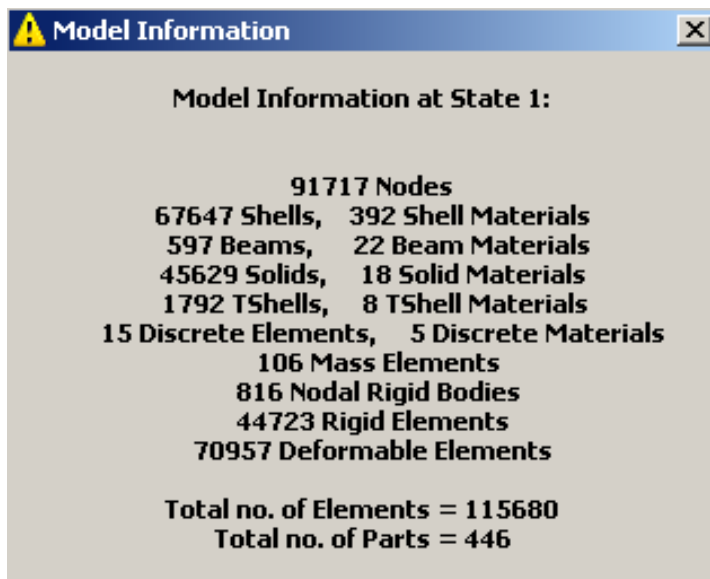 Model Information
Model Information at State 1:
91717 Nodes
67647 Shells, 392 Shell Materials
597 Beams, 22 Beam Materials
45629 Solids, 18 Solid Materials
1792 TShells, 8 TShell Materials
15 Discrete Elements, 5 Discrete Materials
106 Mass Elements
816 Nodal Rigid Bodies
44723 Rigid Elements
70957 Deformable Elements
Total no. of Elements = 115680
Total no. of Parts = 446